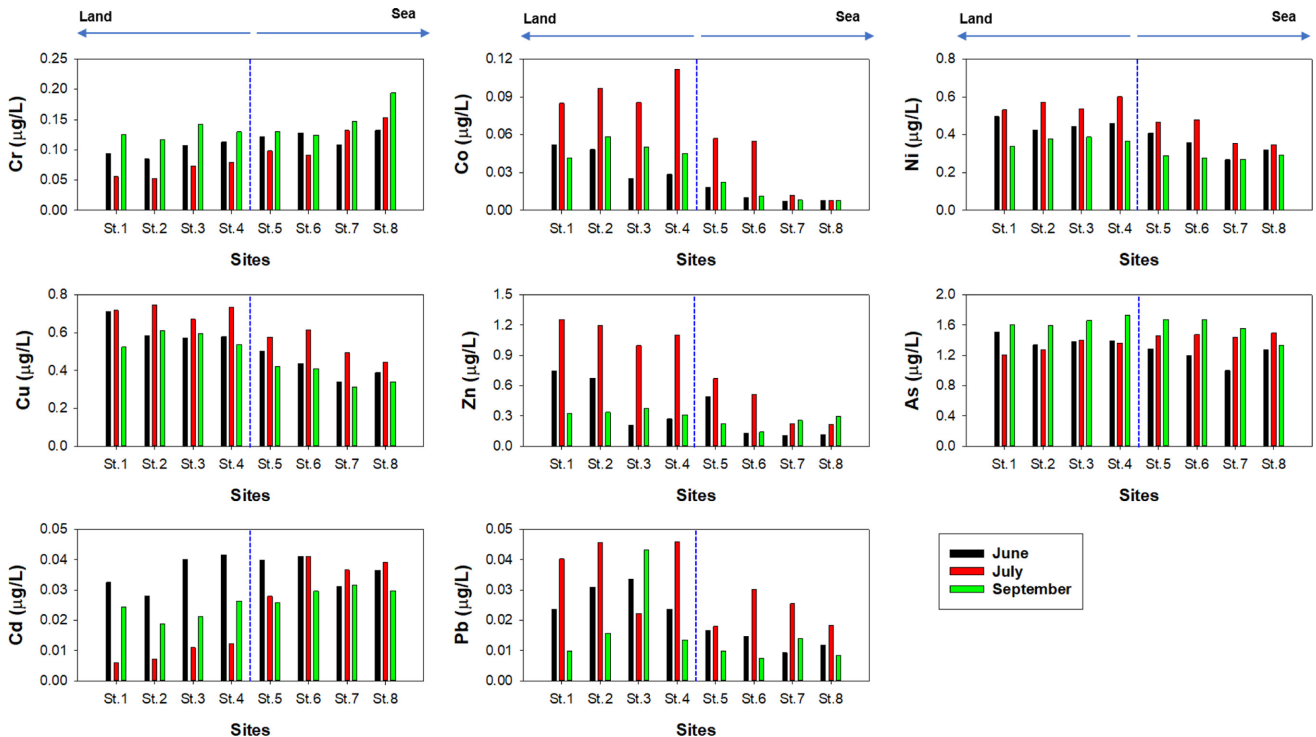 Land Sea
Land Sea
Land Sea
Cr (µg/L)
0.25
0.20
0.15
0.10
0.05
0.00
St.1 St.2 St.3 St.4 St.5 St.6 St.7 St.8
Sites
Co (µg/L)
0.12
0.09
0.06
0.03
0.00
St.1 St.2 St.3 St.4 St.5 St.6 St.7 St.8
Sites
Ni (µg/L)
0.8
0.6
0.4
0.2
0.0
St.1 St.2 St.3 St.4 St.5 St.6 St.7 St.8
Sites
Cu (µg/L)
0.8
0.6
0.4
0.2
0.0
St.1 St.2 St.3 St.4 St.5 St.6 St.7 St.8
Sites
Zn (µg/L)
1.5
1.2
0.9
0.6
0.3
0.0
St.1 St.2 St.3 St.4 St.5 St.6 St.7 St.8
Sites
As (µg/L)
2.0
1.6
1.2
0.8
0.4
0.0
St.1 St.2 St.3 St.4 St.5 St.6 St.7 St.8
Sites
Cd (µg/L)
0.05
0.04
0.03
0.02
0.01
0.00
St.1 St.2 St.3 St.4 St.5 St.6 St.7 St.8
Sites
Pb (µg/L)
0.05
0.04
0.03
0.02
0.01
0.00
St.1 St.2 St.3 St.4 St.5 St.6 St.7 St.8
Sites
June
July
September